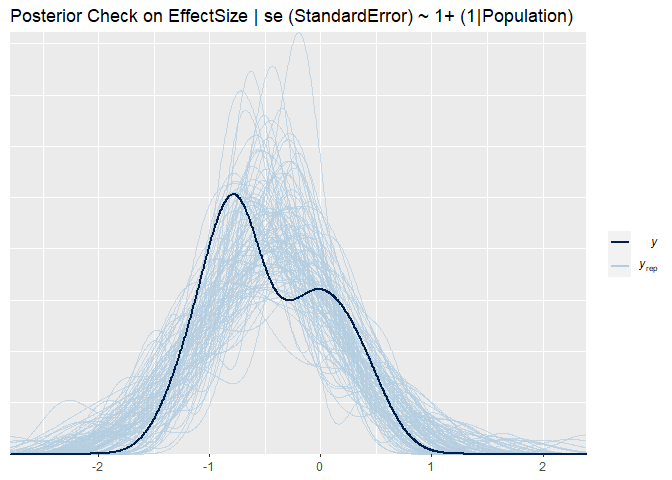 Posterior Check on EffectSize | se (StandardError) ~ 1+ (1|Population)
y
yrep
-2 -1 0 1 2